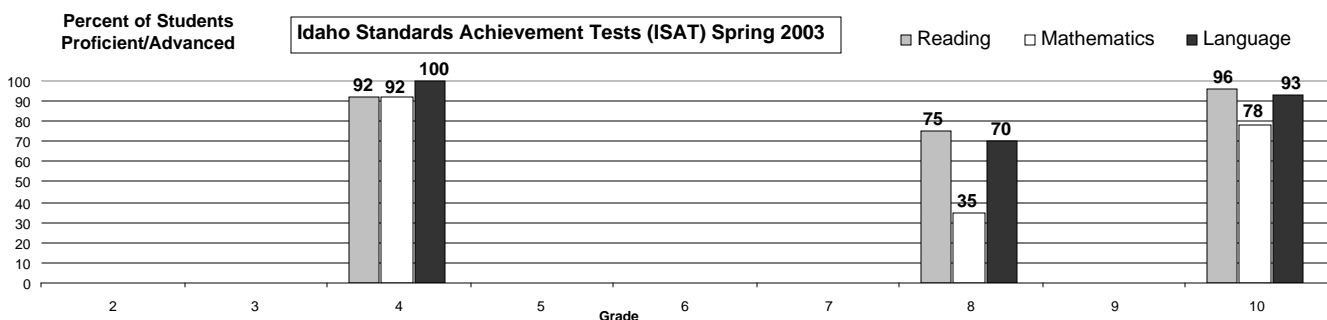 Percent of Students
Proficient/Advanced
Idaho Standards Achievement Tests (ISAT) Spring 2003
Reading Mathematics Language
100
90
80
70
60
50
40
30
20
10
0
92 92 100
75 35 70
96 78 93
2 3 4 5 6 7 8 9 10
Grade